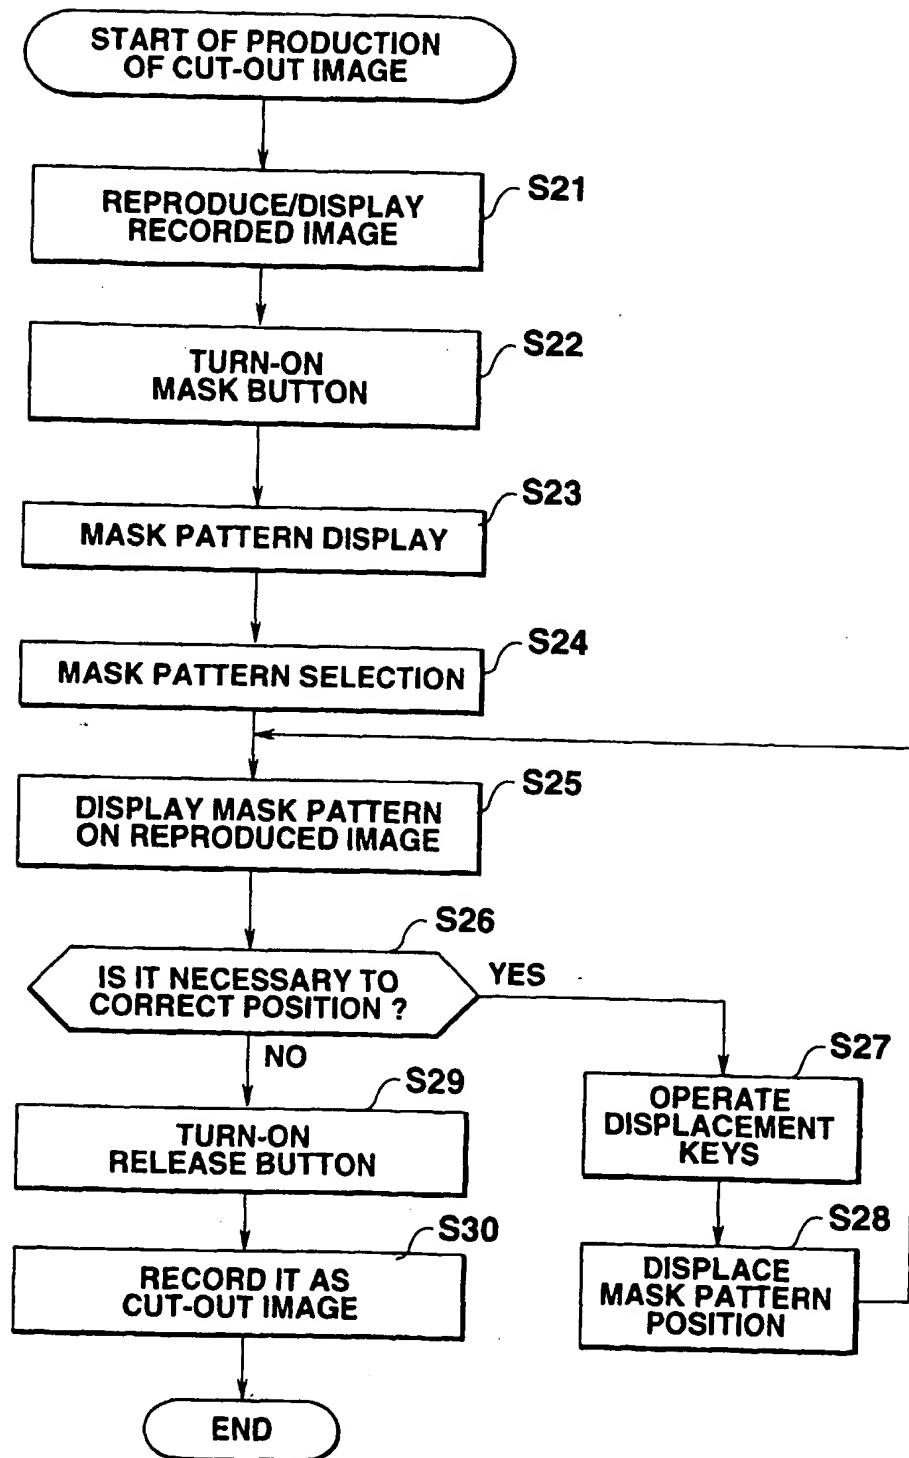 START OF PRODUCTION
OF CUT-OUT IMAGE
S21
REPRODUCE/DISPLAY
RECORDED IMAGE
S22
TURN-ON
MASK BUTTON
S23
MASK PATTERN DISPLAY
S24
MASK PATTERN SELECTION
S25
DISPLAY MASK PATTERN
ON REPRODUCED IMAGE
S26
IS IT NECESSARY TO
CORRECT POSITION ?
YES
NO
S27
OPERATE
DISPLACEMENT
KEYS
S28
DISPLACE
MASK PATTERN
POSITION
S29
TURN-ON
RELEASE BUTTON
S30
RECORD IT AS
CUT-OUT IMAGE
END